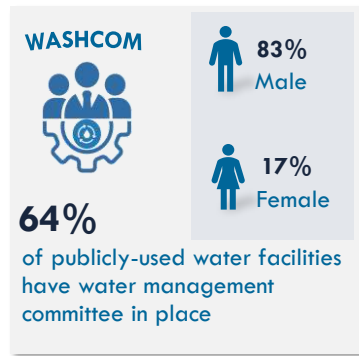 WASHCOM
83%
Male
17%
Female
64%
of publicly-used water facilities
have water management
committee in place